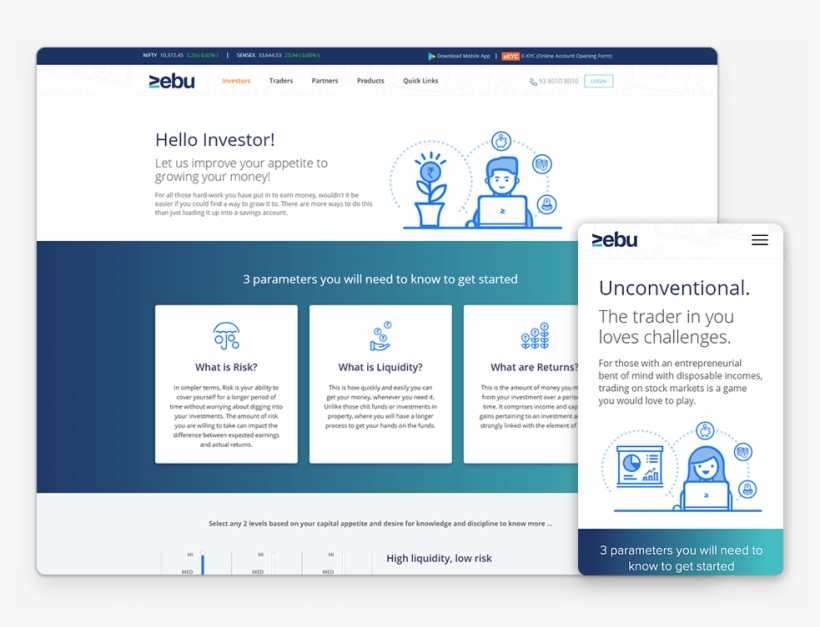 NIFTY 10,372.45 5.20 ( 0.02% ) | SENSEX 33,644.53 25.94 ( 0.09% ) Download Mobile App | eKYC E-KYC (Online Account Opening Form)
zebu Investors Traders Partners Products Quick Links 93 8010 8010 LOGIN
Hello Investor!
Let us improve your appetite to
growing your money!
For all those hard-work you have put in to earn money, wouldn't it be
easier if you could find a way to grow it to. There are more ways to do this
than just loading it up into a savings account.
3 parameters you will need to know to get started
What is Risk?
In simpler terms, Risk is your ability to
cover yourself for a longer period of
time without worrying about digging into
your investments. The amount of risk
you are willing to take can impact the
difference between expected earnings
and actual returns.
What is Liquidity?
This is how quickly and easily you can
get your money, whenever you need it.
Unlike those chit funds or investments in
property, where you will have a longer
process to get your hands on the funds.
What are Returns?
This is the amount of money you m
from your investment over a perio
time. It comprises income and cap
gains pertaining to an investment a
strongly linked with the element of
Select any 2 levels based on your capital appetite and desire for knowledge and discipline to know more ...
HI HI HI
MED MED MED
High liquidity, low risk
zebu
Unconventional.
The trader in you
loves challenges.
For those with an entrepreneurial
bent of mind with disposable incomes,
trading on stock markets is a game
you would love to play.
3 parameters you will need to
know to get started